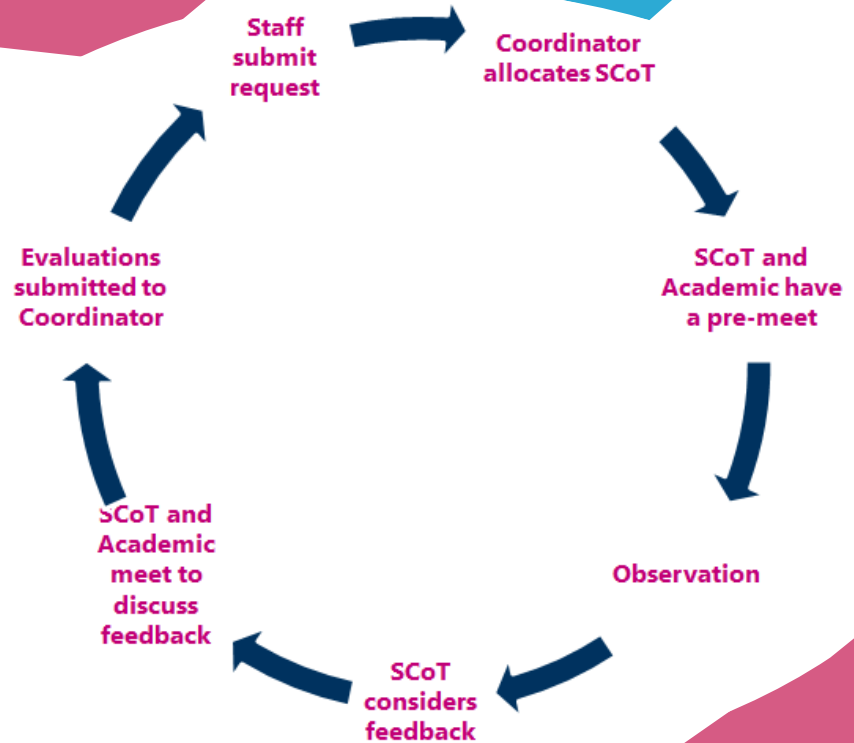 Staff
submit
request
Coordinator
allocates SCoT
SCoT and
Academic have
a pre-meet
Observation
SCoT
considers
feedback
SCoT and
Academic
meet to
discuss
feedback
Evaluations
submitted to
Coordinator